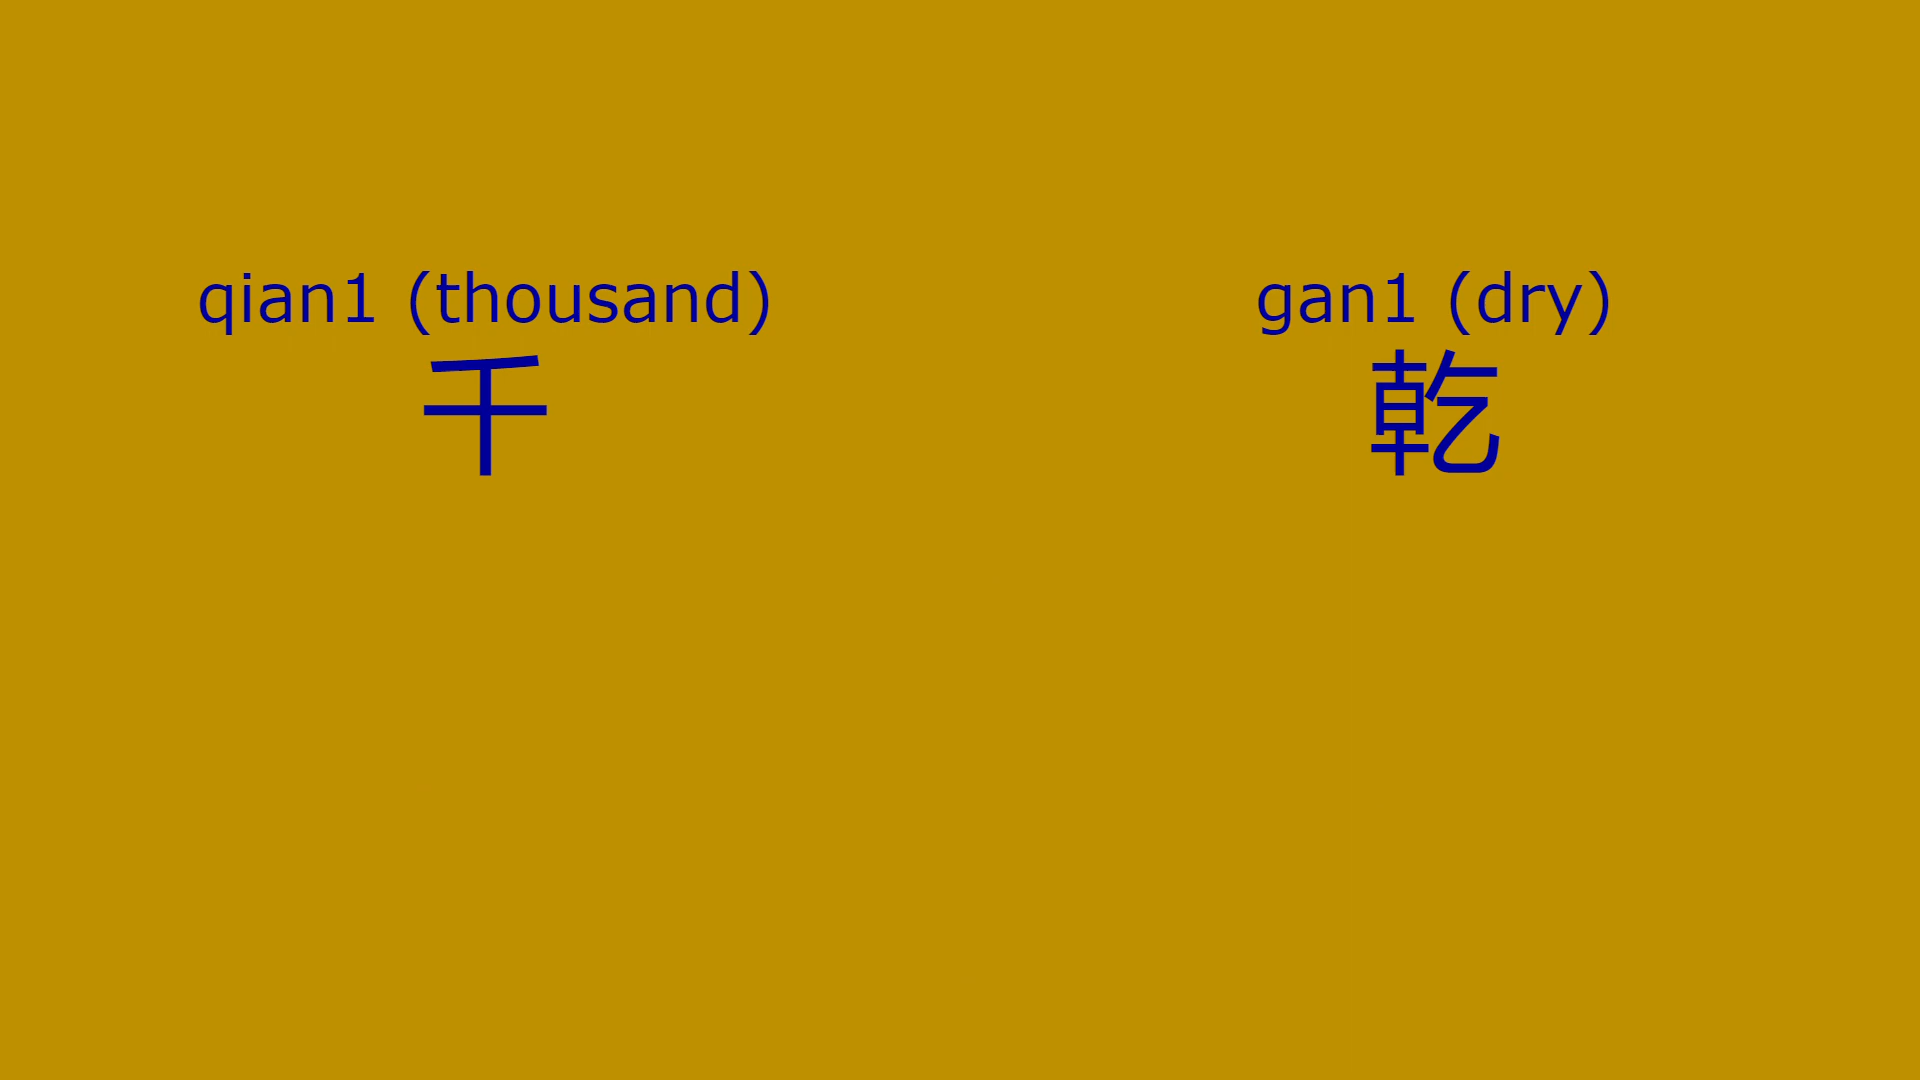 qian1 (thousand)
千
gan1 (dry)
乾